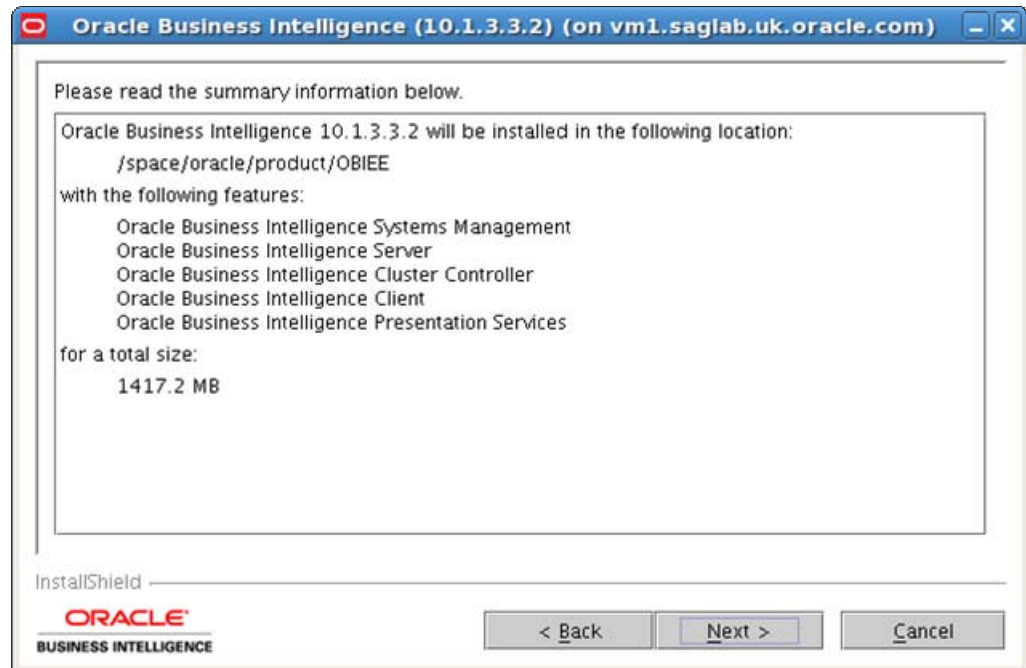 Oracle Business Intelligence (10.1.3.3.2) (on vm1.saglab.uk.oracle.com)
Please read the summary information below.
Oracle Business Intelligence 10.1.3.3.2 will be installed in the following location:
/space/oracle/product/OBIEE
with the following features:
Oracle Business Intelligence Systems Management
Oracle Business Intelligence Server
Oracle Business Intelligence Cluster Controller
Oracle Business Intelligence Client
Oracle Business Intelligence Presentation Services
for a total size:
1417.2 MB
InstallShield
ORACLE
BUSINESS INTELLIGENCE
< Back
Next >
Cancel